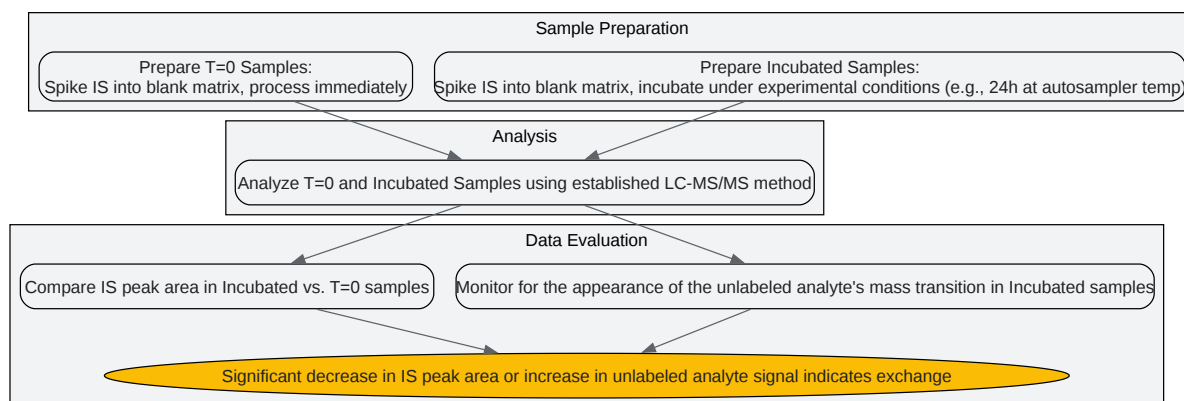 Sample Preparation
Prepare T=0 Samples:
Spike IS into blank matrix, process immediately
Prepare Incubated Samples:
Spike IS into blank matrix, incubate under experimental conditions (e.g., 24h at autosampler temp)
Analysis
Analyze T=0 and Incubated Samples using established LC-MS/MS method
Data Evaluation
Compare IS peak area in Incubated vs. T=0 samples
Monitor for the appearance of the unlabeled analyte's mass transition in Incubated samples
Significant decrease in IS peak area or increase in unlabeled analyte signal indicates exchange